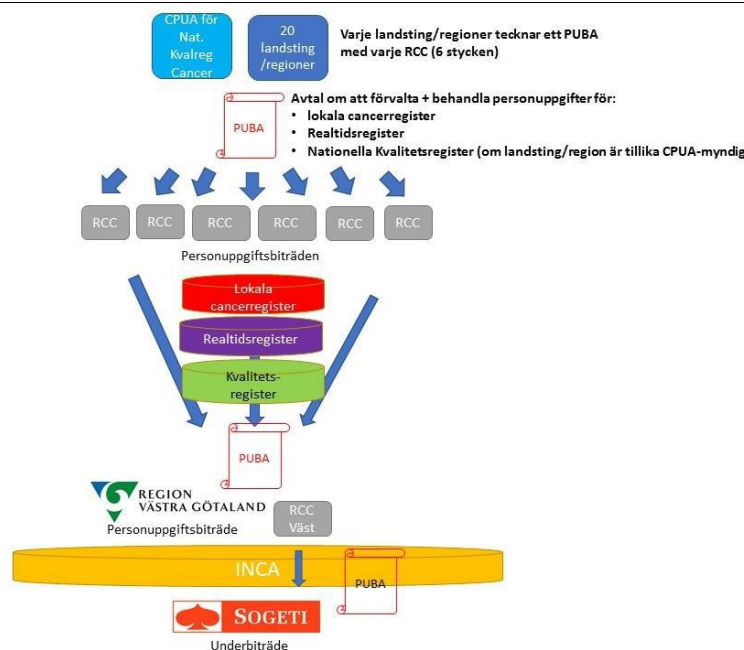 CPUA för
Nat.
Kvalreg
Cancer
20
landsting
/regioner
Varje landsting/regioner tecknar ett PUBA
med varje RCC (6 stycken)
PUBA
Avtal om att förvalta + behandla personuppgifter för:
• lokala cancerregister
• Realtidsregister
• Nationella Kvalitetsregister (om landsting/region är tillika CPUA-myndig
RCC
RCC
RCC
RCC
RCC
RCC
Personuppgiftsbiträden
Lokala
cancerregister
Realtidsregister
Kvalitets-
register
PUBA
REGION
VÄSTRA GÖTALAND
Personuppgiftsbiträde
RCC
Väst
INCA
PUBA
SOGETI
Underbiträde